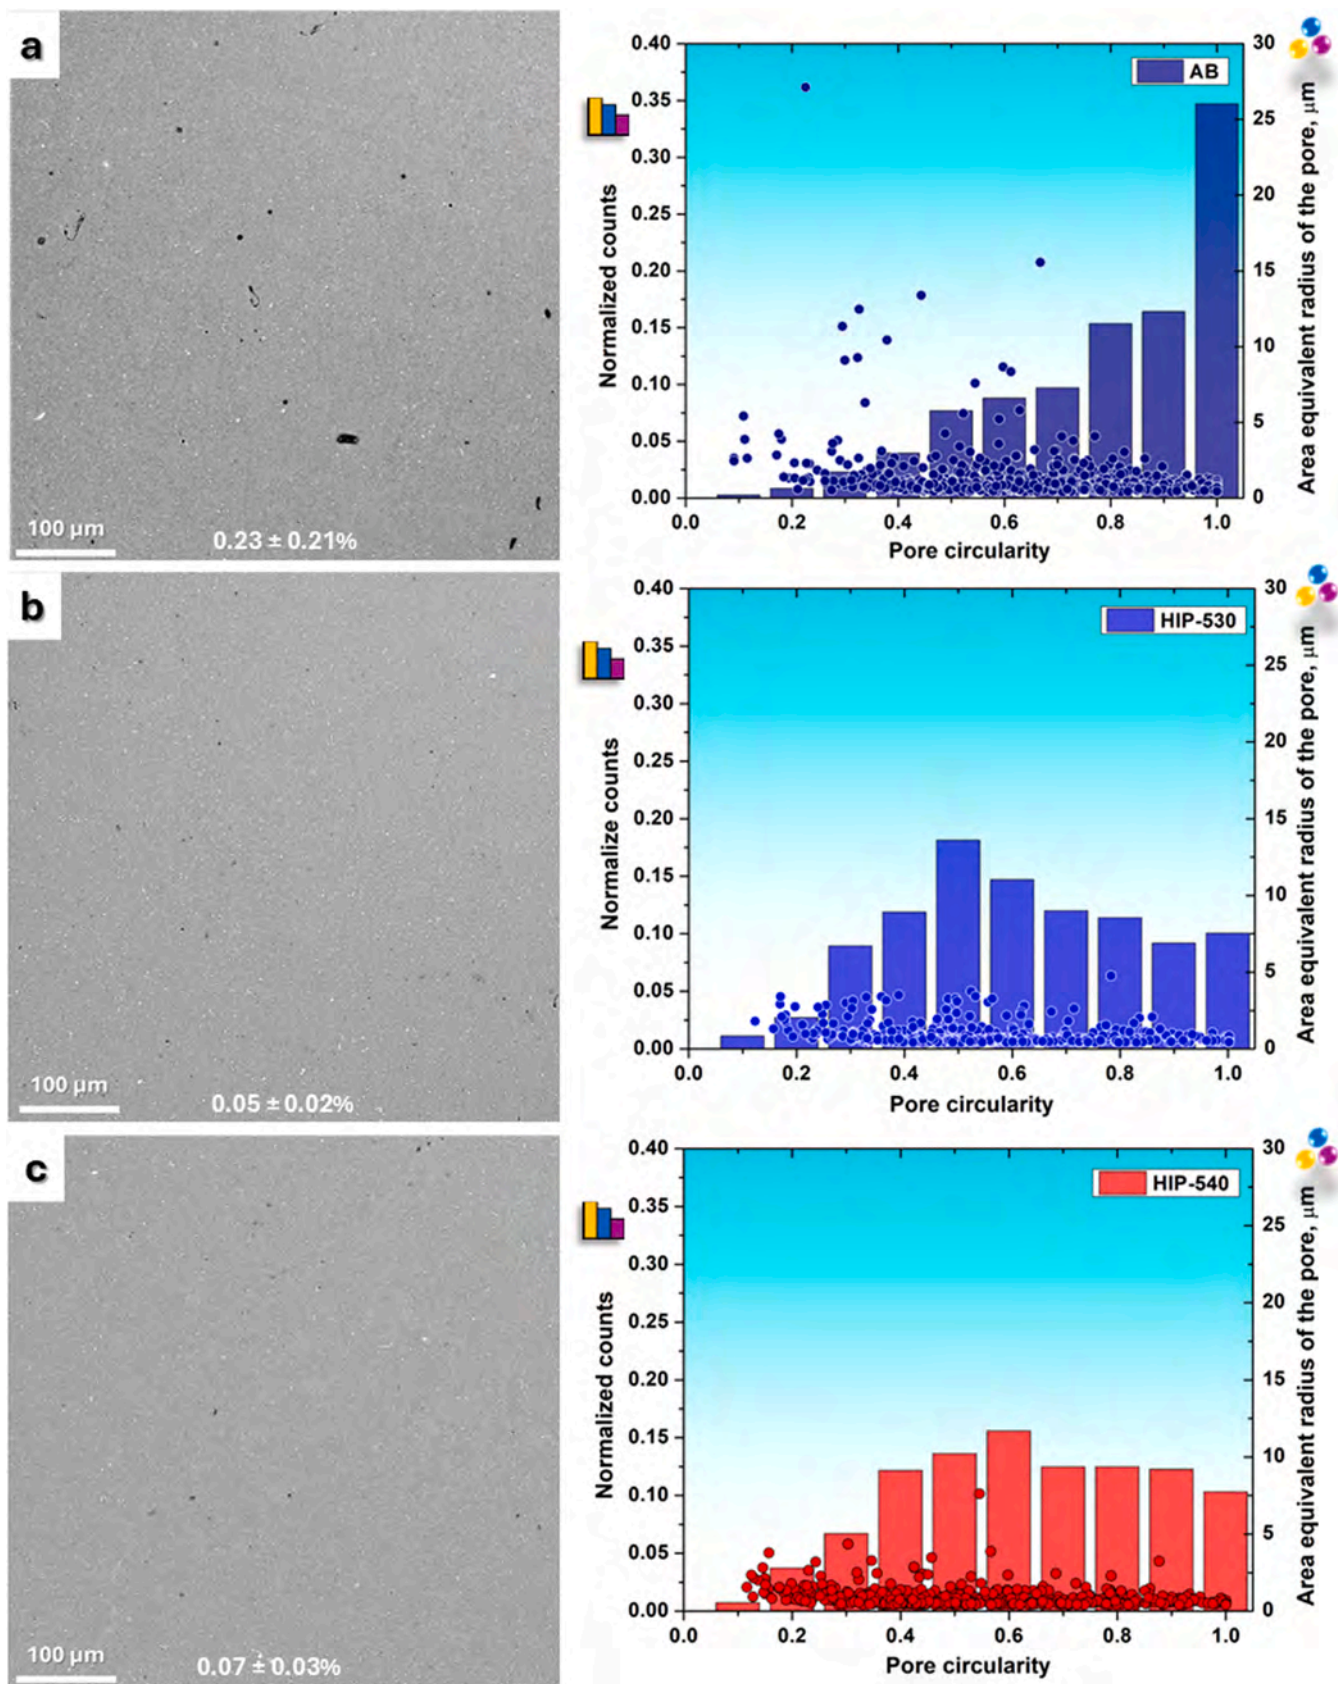 a
100 µm
0.23 ± 0.21%
AB
Normalized counts
0.40
0.35
0.30
0.25
0.20
0.15
0.10
0.05
0.00
Area equivalent radius of the pore, µm
30
25
20
15
10
5
0
0.0 0.2 0.4 0.6 0.8 1.0
Pore circularity
b
100 µm
0.05 ± 0.02%
HIP-530
Normalize counts
0.40
0.35
0.30
0.25
0.20
0.15
0.10
0.05
0.00
Area equivalent radius of the pore, µm
30
25
20
15
10
5
0
0.0 0.2 0.4 0.6 0.8 1.0
Pore circularity
c
100 µm
0.07 ± 0.03%
HIP-540
Normalized counts
0.40
0.35
0.30
0.25
0.20
0.15
0.10
0.05
0.00
Area equivalent radius of the pore, µm
30
25
20
15
10
5
0
0.0 0.2 0.4 0.6 0.8 1.0
Pore circularity